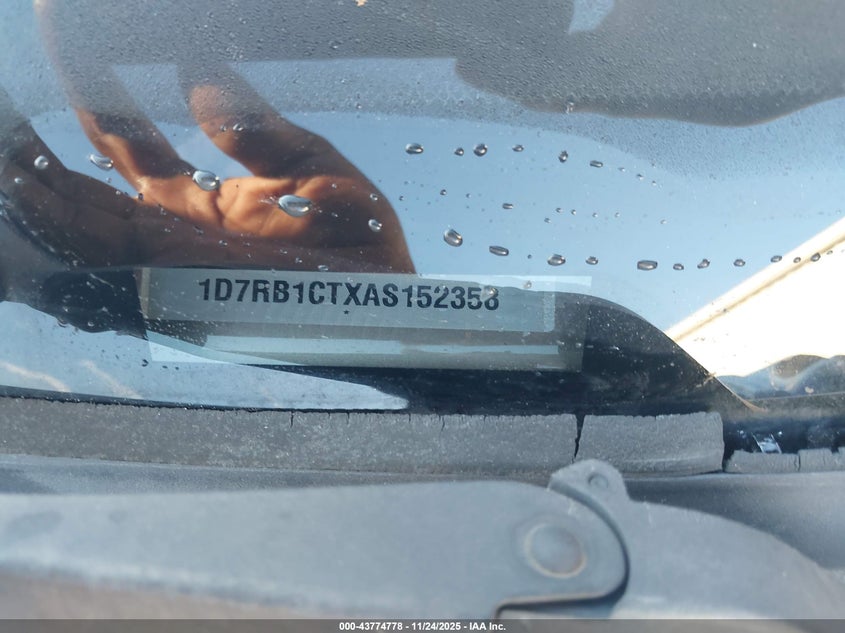 1D7RB1CTXAS152358
*
000-43774778 - 11/24/2025 - IAA Inc.